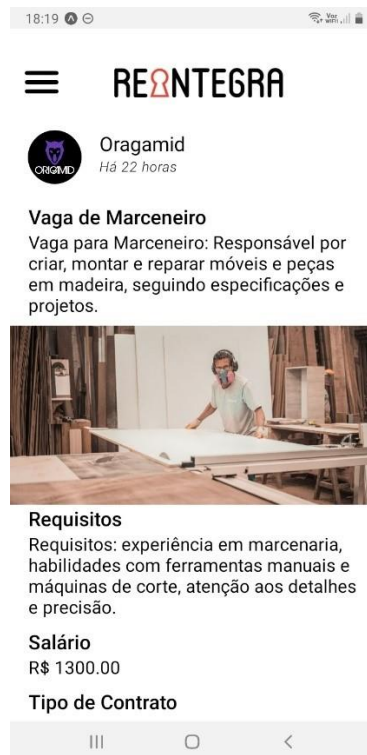 18:19
REINTEGRA
ORIGAMID
Oragamid
Há 22 horas
Vaga de Marceneiro
Vaga para Marceneiro: Responsável por
criar, montar e reparar móveis e peças
em madeira, seguindo especificações e
projetos.
Requisitos
Requisitos: experiência em marcenaria,
habilidades com ferramentas manuais e
máquinas de corte, atenção aos detalhes
e precisão.
Salário
R$ 1300.00
Tipo de Contrato